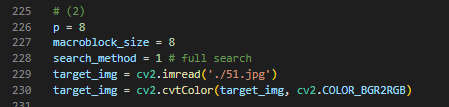 225 # (2)
226 p = 8
227 macroblock_size = 8
228 search_method = 1 # full search
229 target_img = cv2.imread('./51.jpg')
230 target_img = cv2.cvtColor(target_img, cv2.COLOR_BGR2RGB)
231